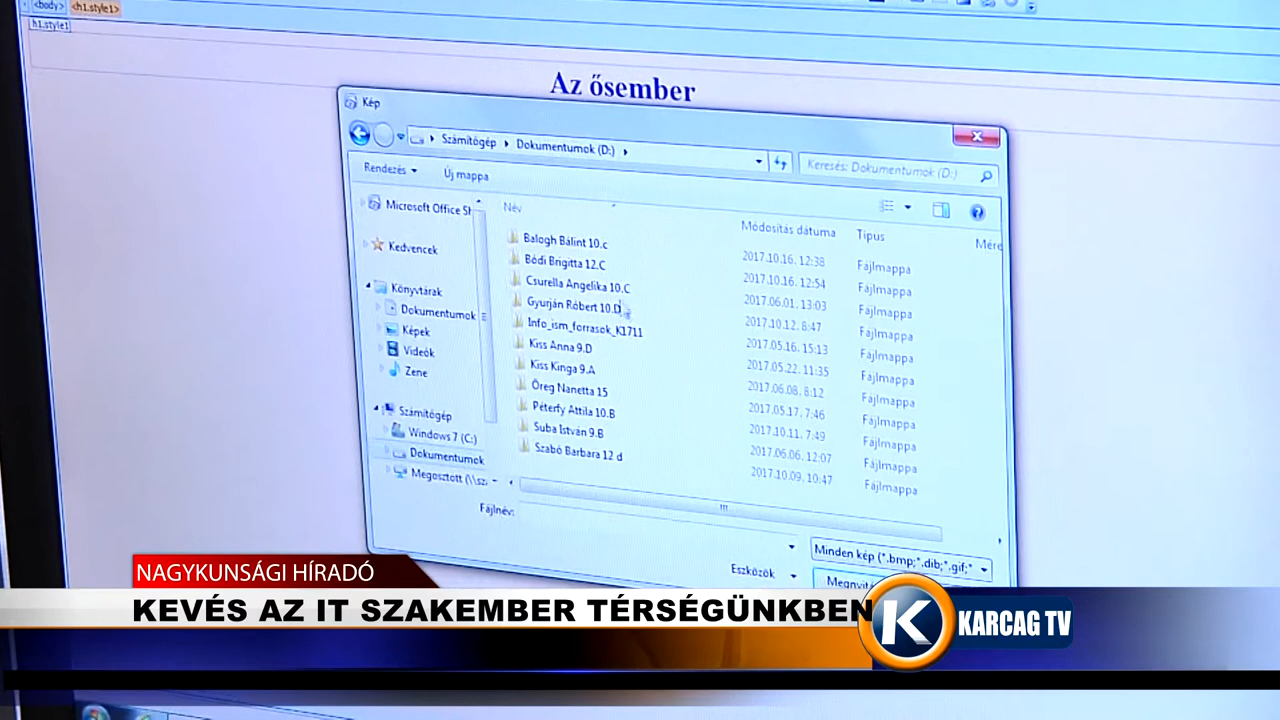 <body> <h1.style1>
h1.style1
Az ősember
Kép
Számítógép Dokumentumok (D:)
Keresés: Dokumentumok (D:)
Rendezés Új mappa
Microsoft Office Sh
Kedvencek
Könyvtárak
Dokumentumok
Képek
Videók
Zene
Számítógép
Windows 7 (C:)
Dokumentumok
Megosztott (\\sz
Név Módosítás dátuma Típus Mére
Balogh Bálint 10.c 2017.10.16. 12:38 Fájlmappa
Bódi Brigitta 12.C 2017.10.16. 12:54 Fájlmappa
Csurella Angelika 10.C 2017.06.01. 13:03 Fájlmappa
Gyurján Róbert 10.D 2017.10.12. 8:47 Fájlmappa
Info_ism_forrasok_K1711 2017.05.16. 15:13 Fájlmappa
Kiss Anna 9.D 2017.05.22. 11:35 Fájlmappa
Kiss Kinga 9.A 2017.06.08. 8:12 Fájlmappa
Öreg Nanetta 15 2017.05.17. 7:46 Fájlmappa
Péterfy Attila 10.B 2017.10.11. 7:49 Fájlmappa
Suba István 9.B 2017.06.06. 12:07 Fájlmappa
Szabó Barbara 12 d 2017.10.09. 10:47 Fájlmappa
Fájlnév:
Minden kép (*.bmp;*.dib;*.gif;*
Eszközök Megnyit
NAGYKUNSÁGI HÍRADÓ
KEVÉS AZ IT SZAKEMBER TÉRSÉGÜNKBEN
K KARCAG TV